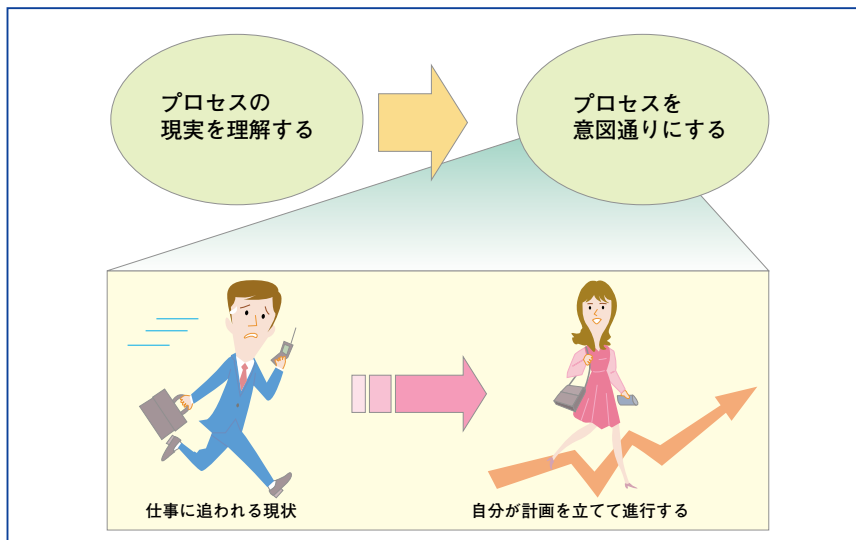 プロセスの
現実を理解する
プロセスを
意図通りにする
仕事に追われる現状
自分が計画を立てて進行する